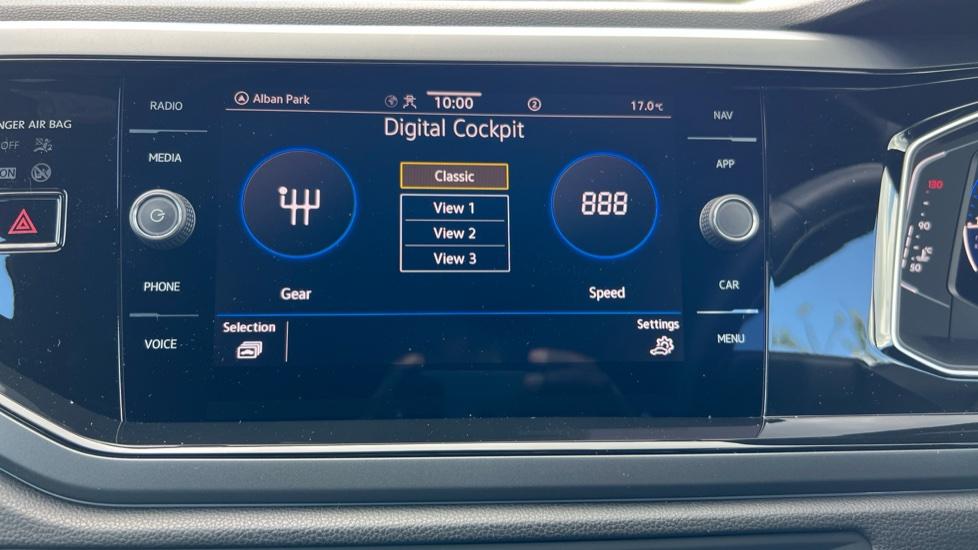 RADIO
MEDIA
PHONE
VOICE
NGER AIR BAG
OFF
ON
Alban Park
10:00
2
17.0°C
Digital Cockpit
Classic
View 1
View 2
View 3
888
Gear
Speed
Selection
Settings
NAV
APP
CAR
MENU
130
90
°C
50